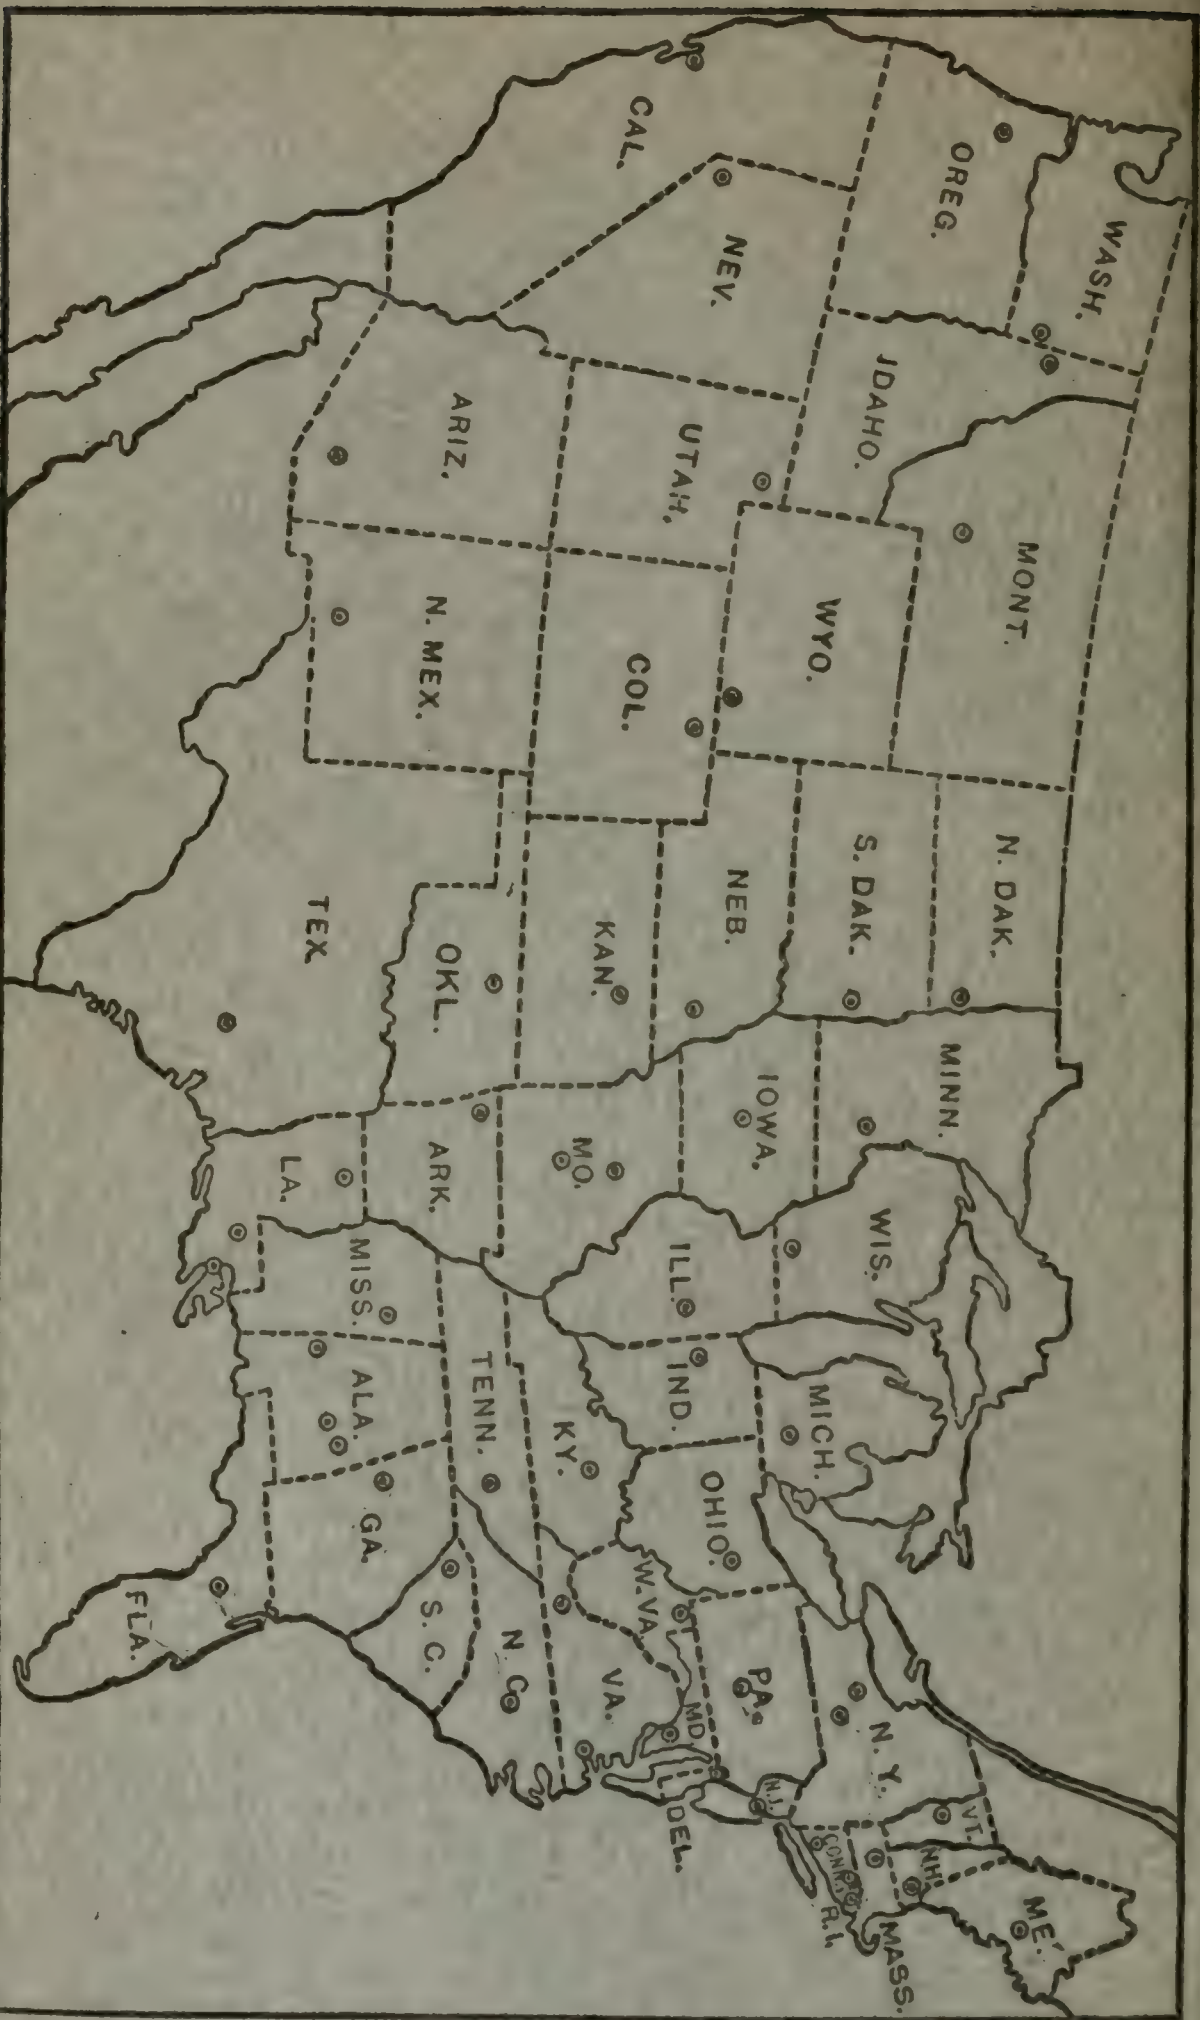 WASH.
OREG.
CAL.
NEV.
IDAHO.
UTAH.
ARIZ.
MONT.
WYO.
COL.
N. MEX.
N. DAK.
S. DAK.
NEB.
KAN.
OKL.
TEX.
MINN.
IOWA.
MO.
ARK.
LA.
WIS.
ILL.
MISS.
MICH.
IND.
KY.
TENN.
ALA.
OHIO.
W. VA.
GA.
FLA.
S. C.
N. C.
VA.
PA.
MD.
DEL.
N. J.
N. Y.
VT.
N.H.
CONN.
R. I.
MASS.
ME.